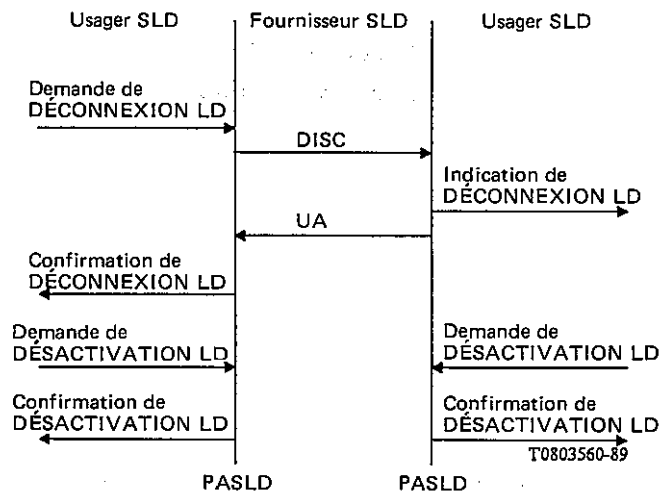 Usager SLD
Fournisseur SLD
Usager SLD
Demande de
DÉCONNEXION LD
DISC
Indication de
DÉCONNEXION LD
UA
Confirmation de
DÉCONNEXION LD
Demande de
DÉSACTIVATION LD
Demande de
DÉSACTIVATION LD
Confirmation de
DÉSACTIVATION LD
Confirmation de
DÉSACTIVATION LD
T0803560-89
PASLD
PASLD